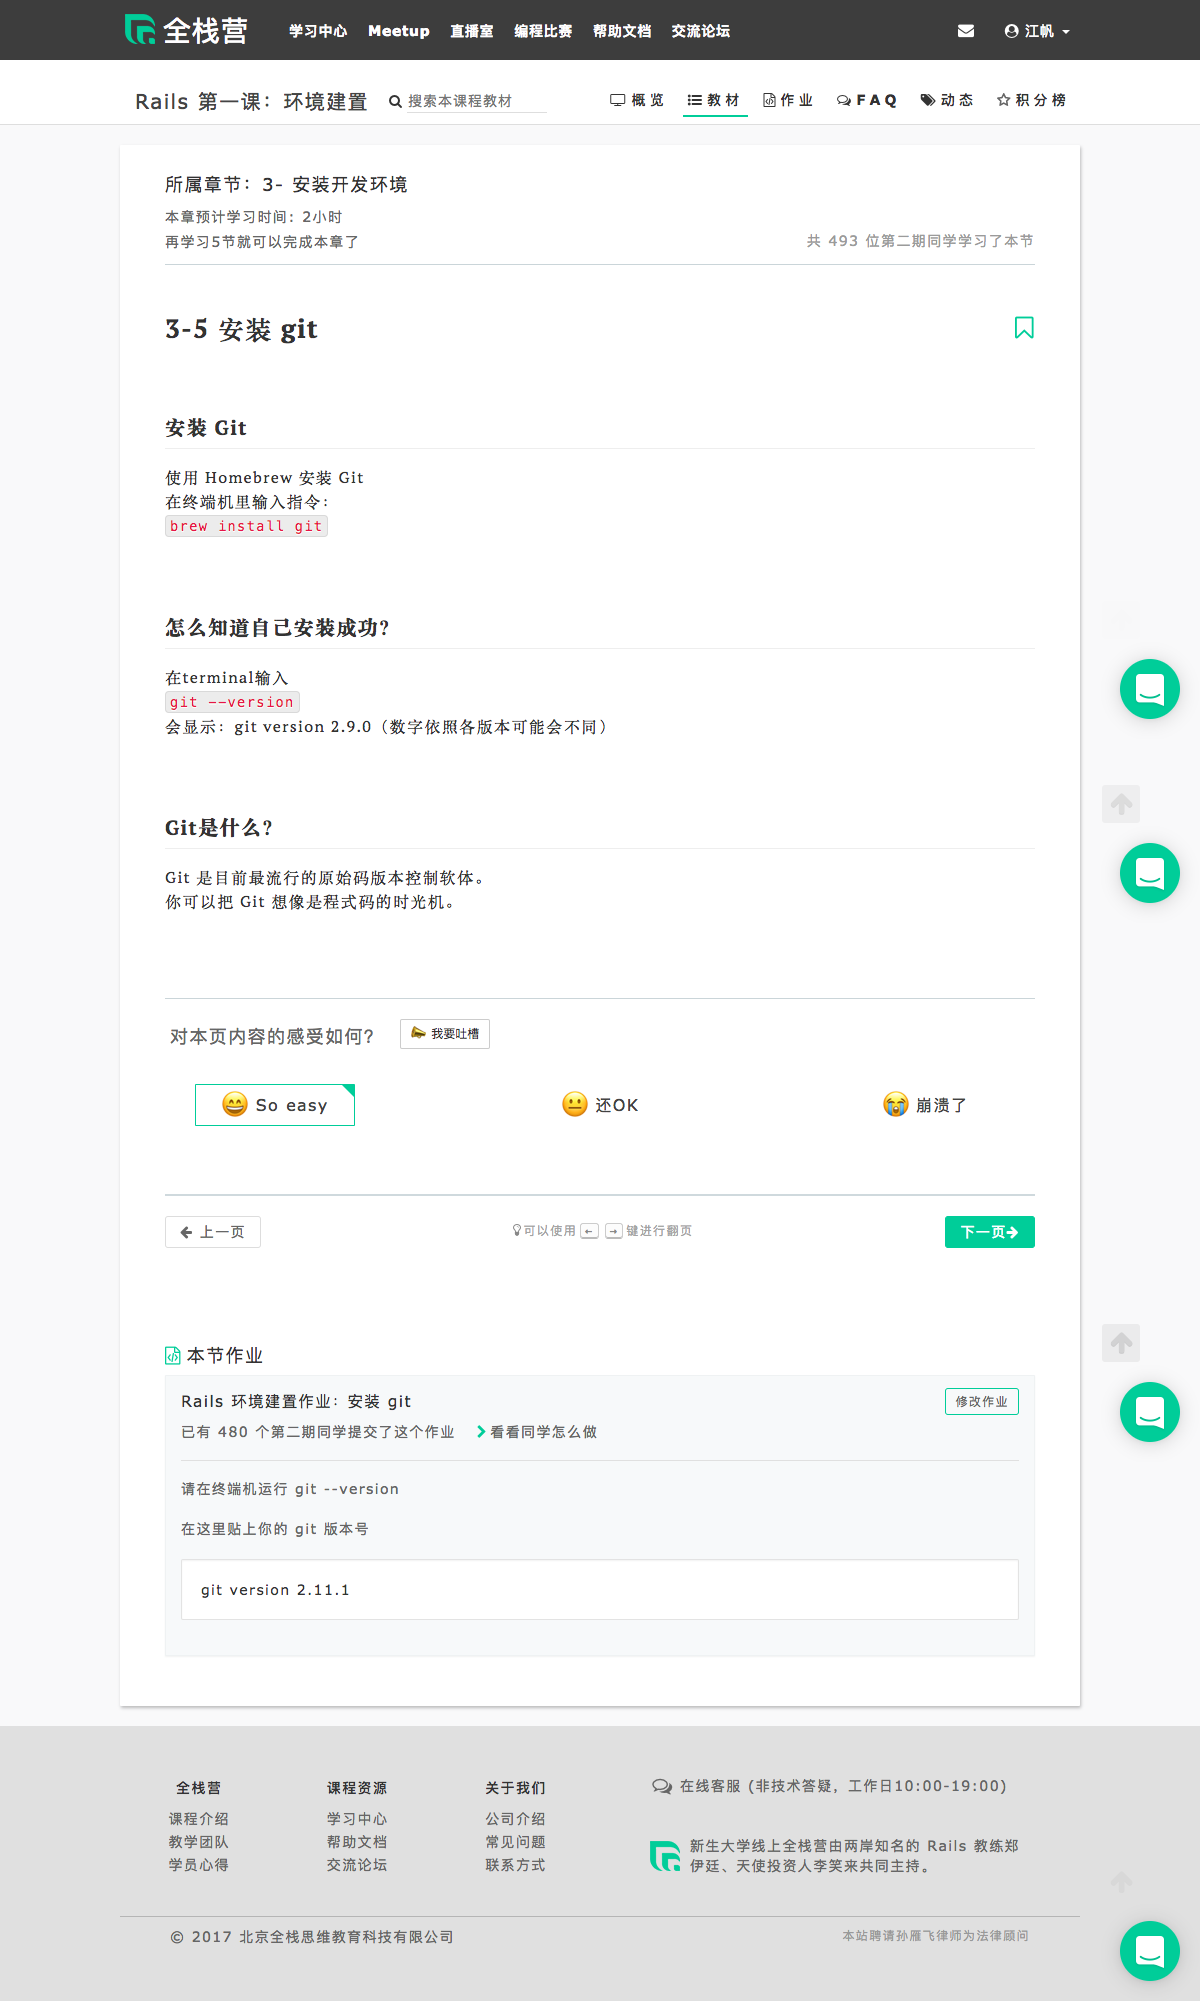 全栈营 学习中心 Meetup 直播室 编程比赛 帮助文档 交流论坛 江帆
Rails 第一课：环境建置 搜索本课程教材 概览 教材 作业 FAQ 动态 积分榜
所属章节：3- 安装开发环境
本章预计学习时间：2小时
再学习5节就可以完成本章了 共 493 位第二期同学学习了本节
3-5 安装 git
安装 Git
使用 Homebrew 安装 Git
在终端机里输入指令：
brew install git
怎么知道自己安装成功？
在terminal输入
git --version
会显示：git version 2.9.0（数字依照各版本可能会不同）
Git是什么？
Git 是目前最流行的原始码版本控制软体。
你可以把 Git 想像是程式码的时光机。
对本页内容的感受如何？ 我要吐槽
So easy 还OK 崩溃了
上一页 可以使用 ← → 键进行翻页 下一页
本节作业
Rails 环境建置作业：安装 git 修改作业
已有 480 个第二期同学提交了这个作业 看看同学怎么做
请在终端机运行 git --version
在这里贴上你的 git 版本号
git version 2.11.1
全栈营 课程资源 关于我们 在线客服 (非技术答疑，工作日10:00-19:00)
课程介绍 学习中心 公司介绍
教学团队 帮助文档 常见问题
学员心得 交流论坛 联系方式
新生大学线上全栈营由两岸知名的 Rails 教练郑
伊廷、天使投资人李笑来共同主持。
© 2017 北京全栈思维教育科技有限公司 本站聘请孙雁飞律师为法律顾问